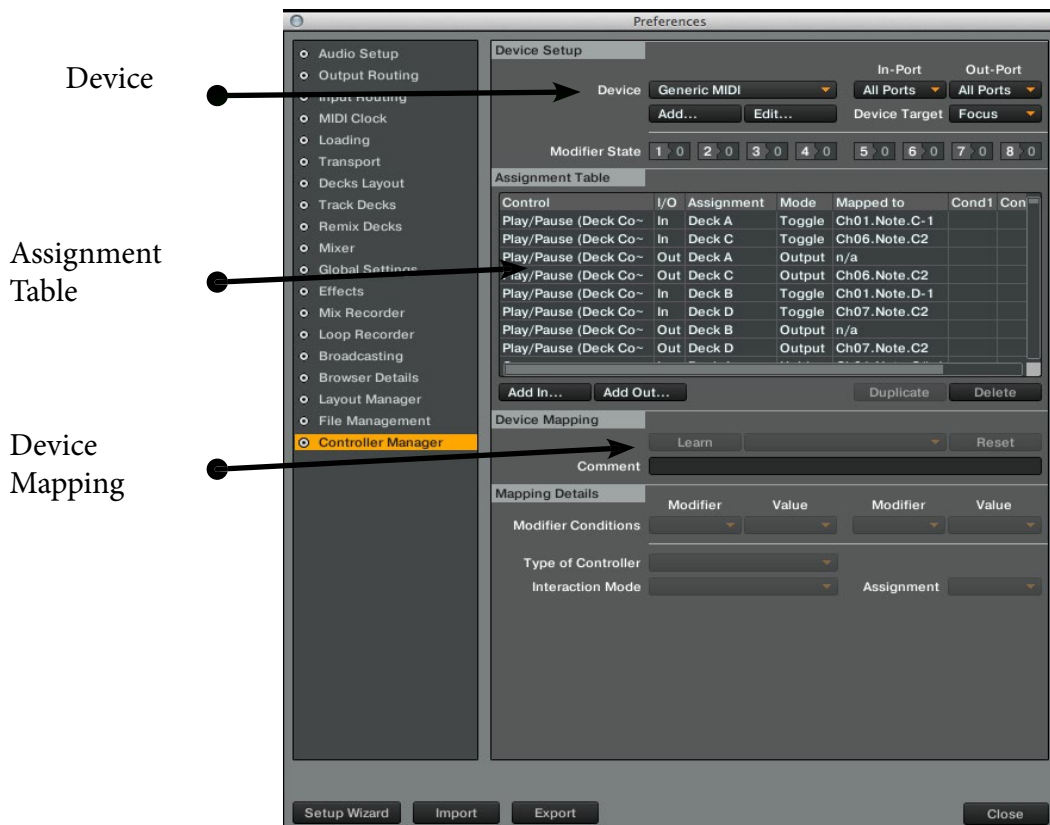 Preferences
Device
Assignment
Table
Device
Mapping
Audio Setup
Output Routing
Input Routing
MIDI Clock
Loading
Transport
Decks Layout
Track Decks
Remix Decks
Mixer
Global Settings
Effects
Mix Recorder
Loop Recorder
Broadcasting
Browser Details
Layout Manager
File Management
Controller Manager
Device Setup
In-Port Out-Port
Device Generic MIDI All Ports All Ports
Add... Edit... Device Target Focus
Modifier State 1 0 2 0 3 0 4 0 5 0 6 0 7 0 8 0
Assignment Table
Control I/O Assignment Mode Mapped to Cond1 Con
Play/Pause (Deck Co~ In Deck A Toggle Ch01.Note.C-1
Play/Pause (Deck Co~ In Deck C Toggle Ch06.Note.C2
Play/Pause (Deck Co~ Out Deck A Output n/a
Play/Pause (Deck Co~ Out Deck C Output Ch06.Note.C2
Play/Pause (Deck Co~ In Deck B Toggle Ch01.Note.D-1
Play/Pause (Deck Co~ In Deck D Toggle Ch07.Note.C2
Play/Pause (Deck Co~ Out Deck B Output n/a
Play/Pause (Deck Co~ Out Deck D Output Ch07.Note.C2
Add In... Add Out... Duplicate Delete
Device Mapping
Learn Reset
Comment
Mapping Details
Modifier Value Modifier Value
Modifier Conditions
Type of Controller
Interaction Mode Assignment
Setup Wizard Import Export Close